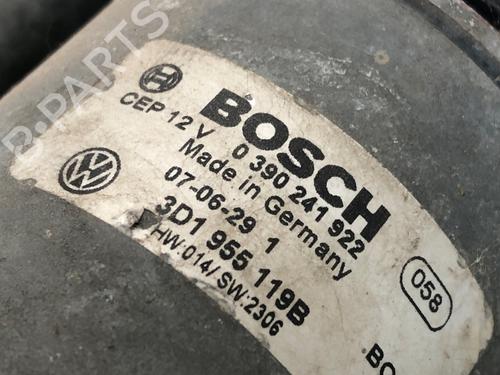 B-PARTS
BOSCH
CEP 12 V 0 390 241 922
Made in Germany
07-06-29 1
3D1 955 119B
HW:014/SW:2306
058
BO